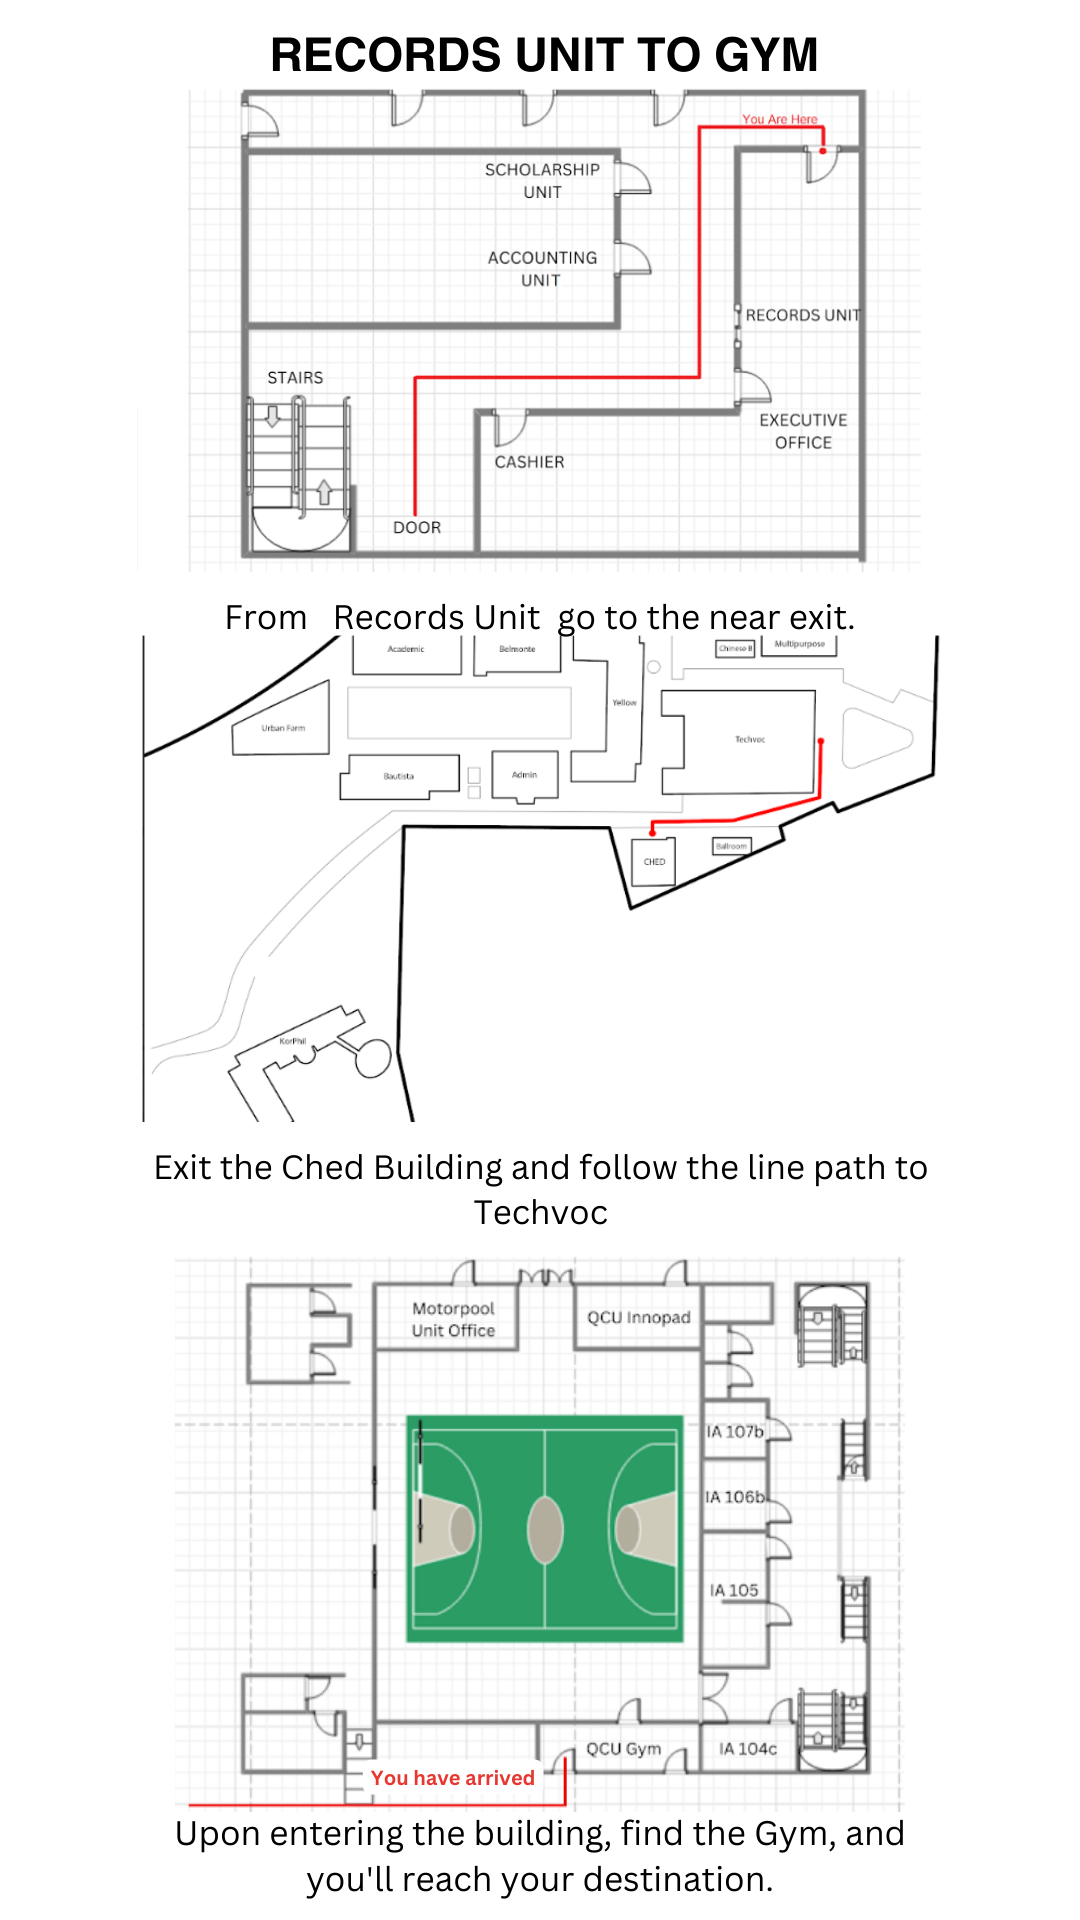 RECORDS UNIT TO GYM
You Are Here
SCHOLARSHIP
UNIT
ACCOUNTING
UNIT
RECORDS UNIT
STAIRS
EXECUTIVE
OFFICE
CASHIER
DOOR
From Records Unit go to the near exit.
Academic
Belmonte
Chinese B
Multipurpose
Yellow
Urban Farm
Techvoc
Bautista
Admin
CHED
Ballroom
KorPhil
Exit the Ched Building and follow the line path to
Techvoc
Motorpool
Unit Office
QCU Innopad
IA 107b
IA 106b
IA 105
QCU Gym
IA 104c
You have arrived
Upon entering the building, find the Gym, and
you'll reach your destination.